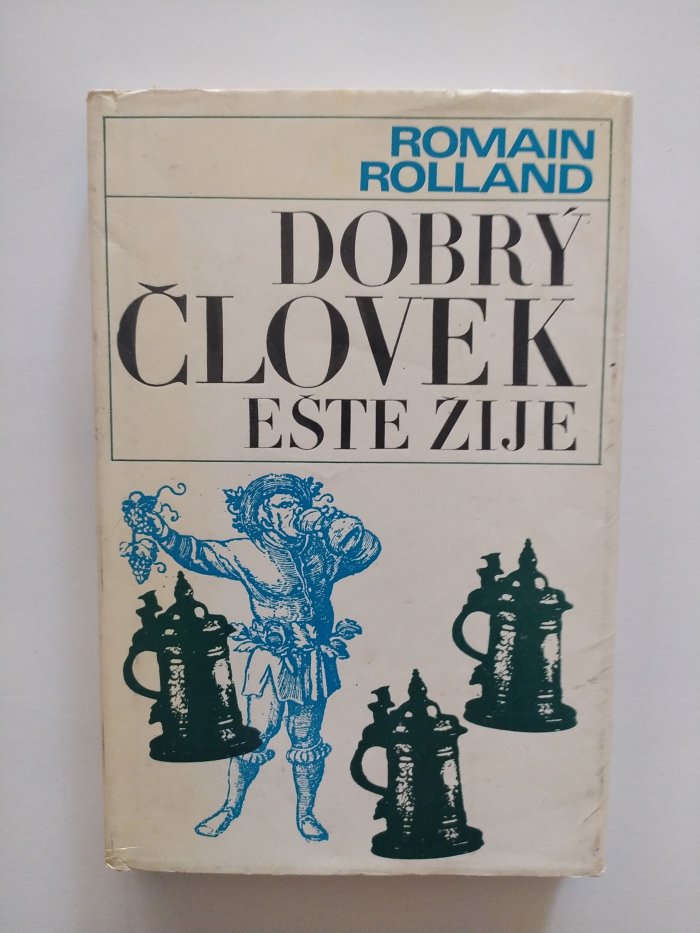 ROMAIN
ROLLAND
DOBRÝ
ČLOVEK
EŠTE ŽIJE